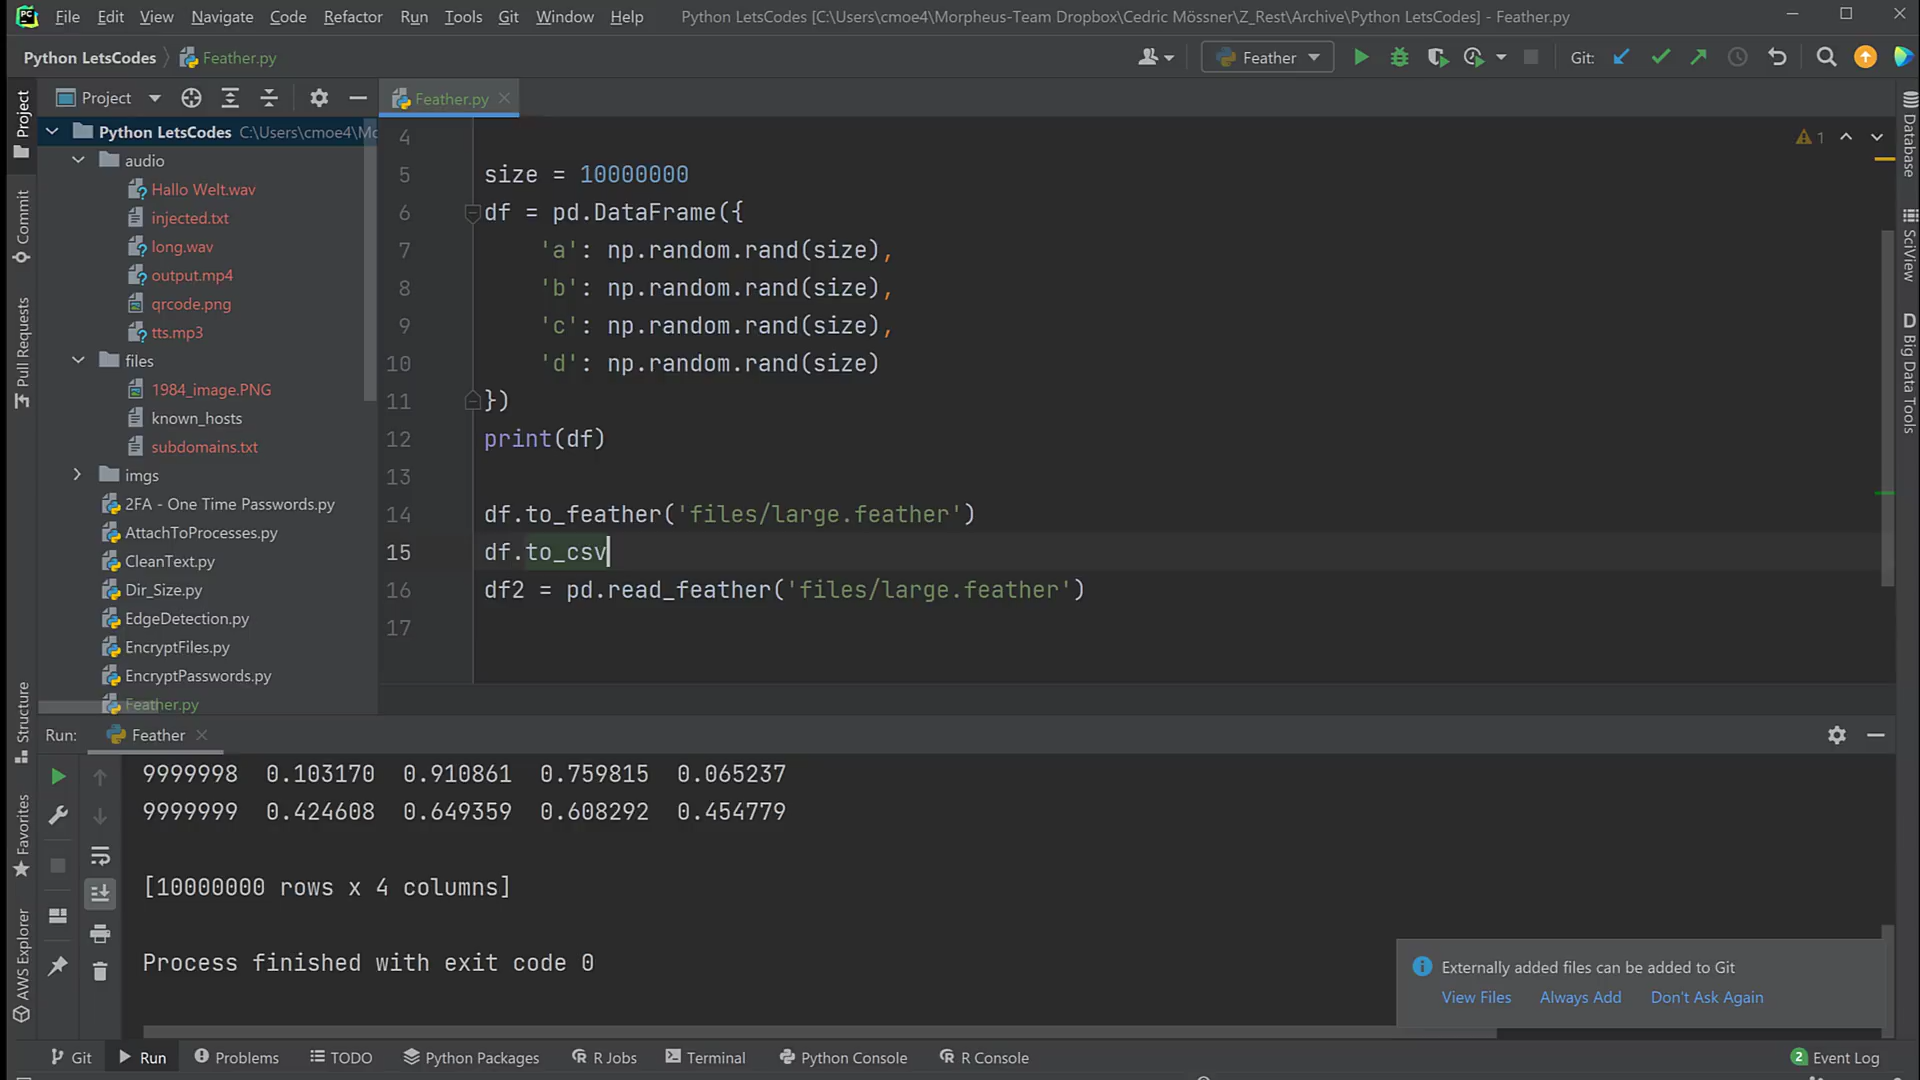 PC File Edit View Navigate Code Refactor Run Tools Git Window Help Python LetsCodes [C:\Users\cmoe4\Morpheus-Team Dropbox\Cedric Mössner\Z_Rest\Archive\Python LetsCodes] - Feather.py
Python LetsCodes Feather.py Feather Git:
Project Feather.py
Python LetsCodes C:\Users\cmoe4\Mo
audio
Hallo Welt.wav
injected.txt
long.wav
output.mp4
qrcode.png
tts.mp3
files
1984_image.PNG
known_hosts
subdomains.txt
imgs
2FA - One Time Passwords.py
AttachToProcesses.py
CleanText.py
Dir_Size.py
EdgeDetection.py
EncryptFiles.py
EncryptPasswords.py
Feather.py
Project
Commit
Pull Requests
Structure
Favorites
AWS Explorer
4
5 size = 10000000
6 df = pd.DataFrame({
7 'a': np.random.rand(size),
8 'b': np.random.rand(size),
9 'c': np.random.rand(size),
10 'd': np.random.rand(size)
11 })
12 print(df)
13
14 df.to_feather('files/large.feather')
15 df.to_csv
16 df2 = pd.read_feather('files/large.feather')
17
1
Database
SciView
D Big Data Tools
Run: Feather
9999998 0.103170 0.910861 0.759815 0.065237
9999999 0.424608 0.649359 0.608292 0.454779
[10000000 rows x 4 columns]
Process finished with exit code 0
Externally added files can be added to Git
View Files Always Add Don't Ask Again
Git Run Problems TODO Python Packages R Jobs Terminal Python Console R Console 2 Event Log